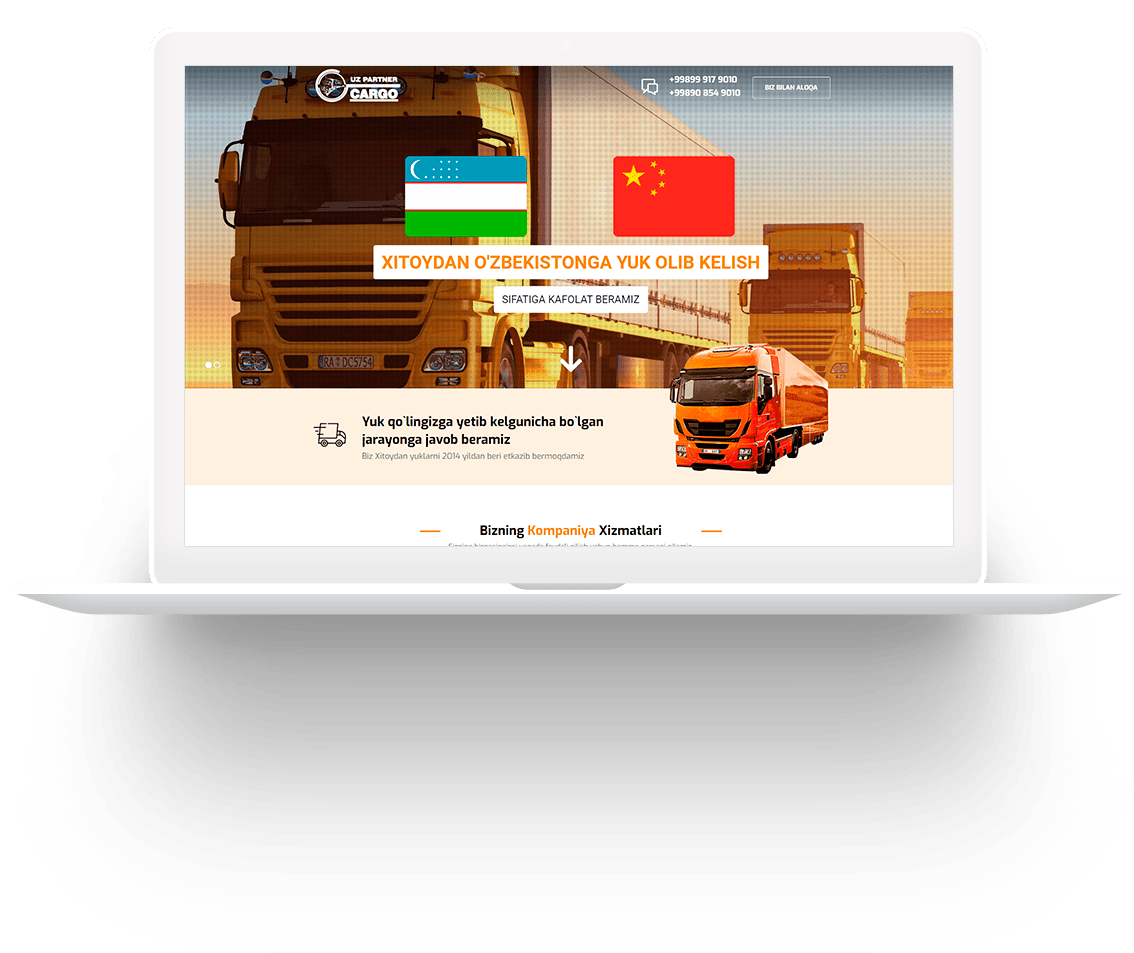 UZ PARTNER
CARGO
+99899 917 9010
+99890 854 9010
BIZ BILAN ALOQA
XITOYDAN O'ZBEKISTONGA YUK OLIB KELISH
SIFATIGA KAFOLAT BERAMIZ
RA DC5754
Yuk qo`lingizga yetib kelgunicha bo`lgan
jarayonga javob beramiz
Biz Xitoydan yuklarni 2014 yildan beri etkazib bermoqdamiz
Bizning Kompaniya Xizmatlari